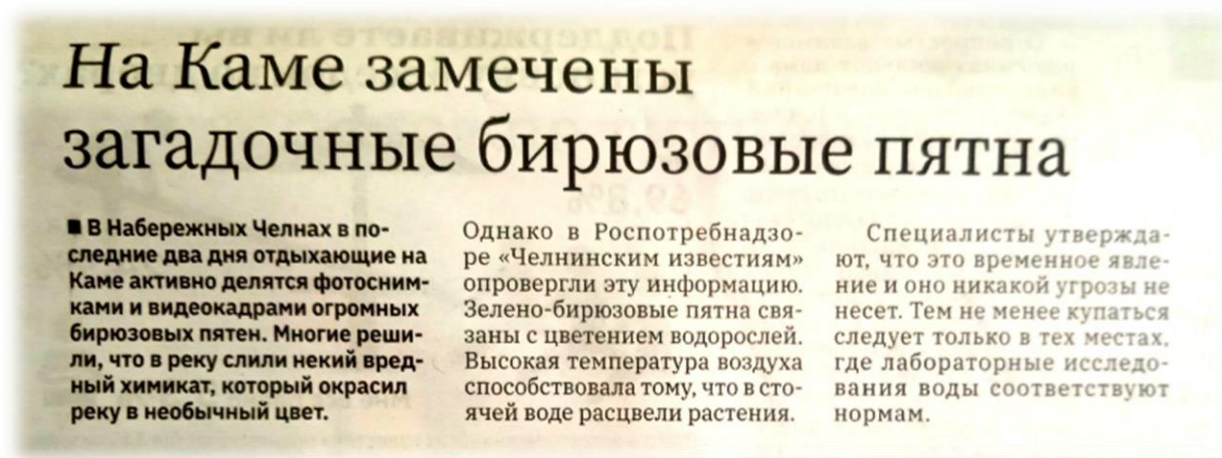 На Каме замечены
загадочные бирюзовые пятна
■ В Набережных Челнах в по-
следние два дня отдыхающие на
Каме активно делятся фотосним-
ками и видеокадрами огромных
бирюзовых пятен. Многие реши-
ли, что в реку слили некий вред-
ный химикат, который окрасил
реку в необычный цвет.
Однако в Роспотребнадзо-
ре «Челнинским известиям»
опровергли эту информацию.
Зелено-бирюзовые пятна свя-
заны с цветением водорослей.
Высокая температура воздуха
способствовала тому, что в сто-
ячей воде расцвели растения.
Специалисты утвержда-
ют, что это временное явле-
ние и оно никакой угрозы не
несет. Тем не менее купаться
следует только в тех местах,
где лабораторные исследо-
вания воды соответствуют
нормам.
69,8%